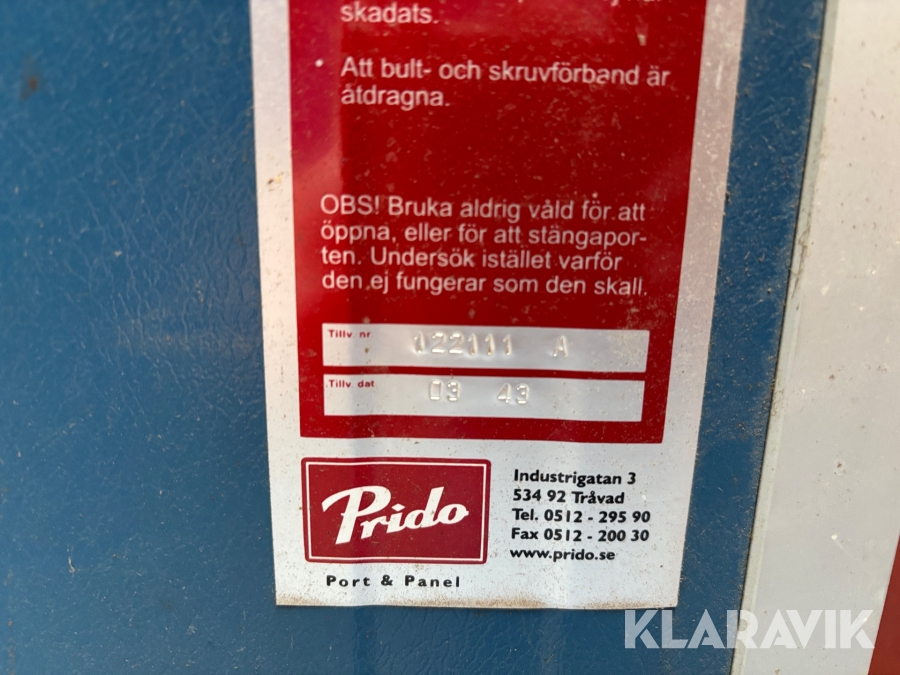 skadats.
Att bult- och skruvförband är
åtdragna.
OBS! Bruka aldrig våld för att
öppna, eller för att stängapor-
ten. Undersök istället varför
den ej fungerar som den skall.
Tillv nr 122111 A
Tillv dat 03 43
Prido
Port & Panel
Industrigatan 3
534 92 Tråvad
Tel. 0512 - 295 90
Fax 0512 - 200 30
www.prido.se
KLARAVIK